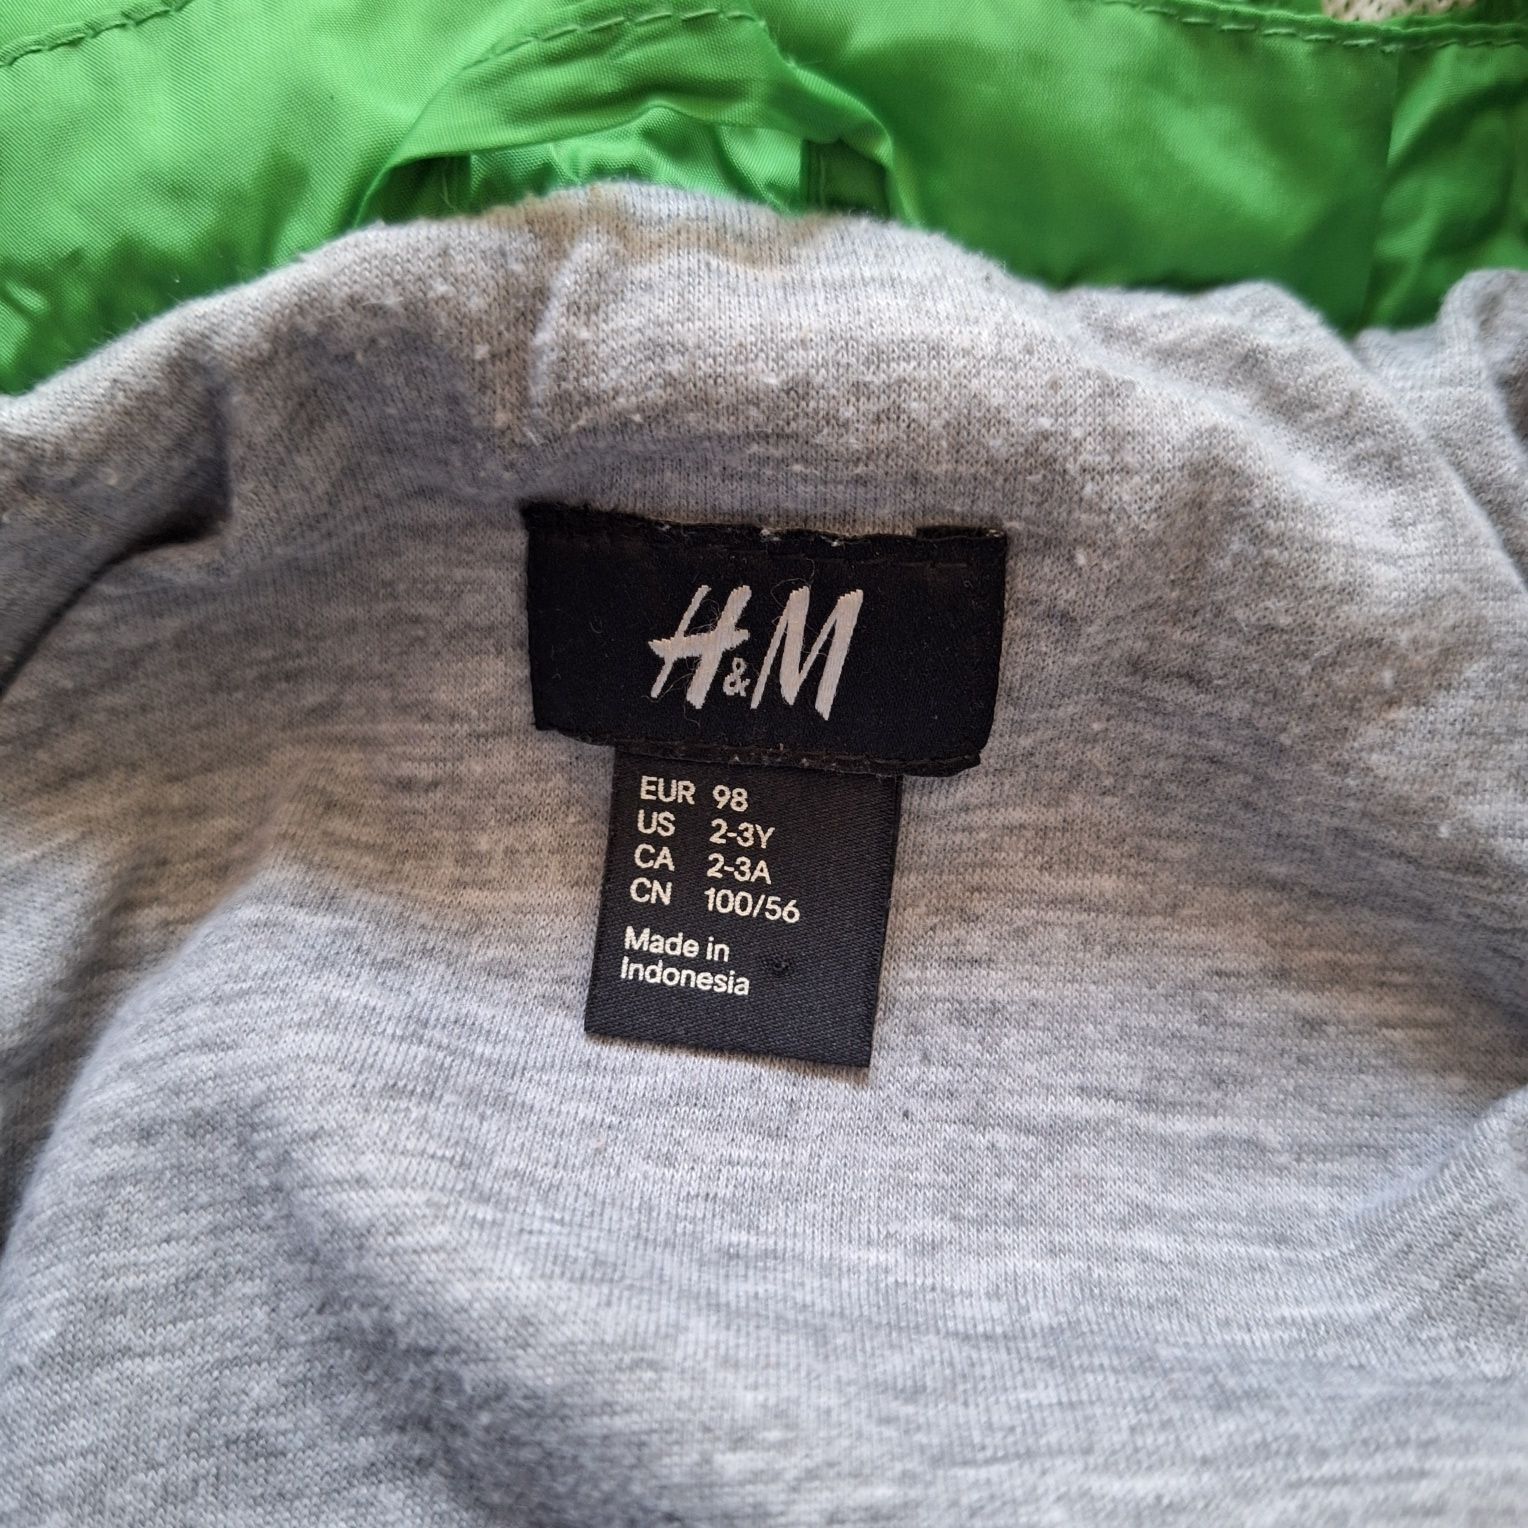 H&M
EUR 98
US 2-3Y
CA 2-3A
CN 100/56
Made in
Indonesia